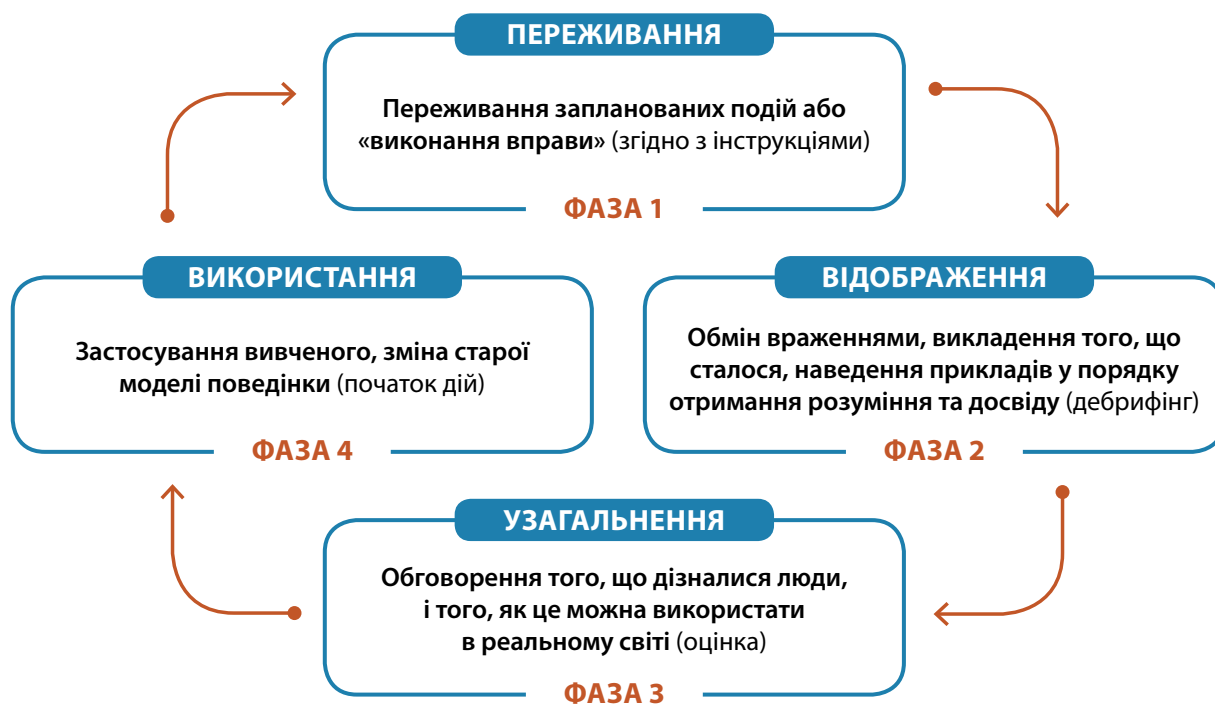 ПЕРЕЖИВАННЯ
Переживання запланованих подій або
«виконання вправи» (згідно з інструкціями)
ФАЗА 1
ВІДОБРАЖЕННЯ
Обмін враженнями, викладення того, що
сталося, наведення прикладів у порядку
отримання розуміння та досвіду (дебрифінг)
ФАЗА 2
УЗАГАЛЬНЕННЯ
Обговорення того, що дізналися люди,
і того, як це можна використати
в реальному світі (оцінка)
ФАЗА 3
ВИКОРИСТАННЯ
Застосування вивченого, зміна старої
моделі поведінки (початок дій)
ФАЗА 4